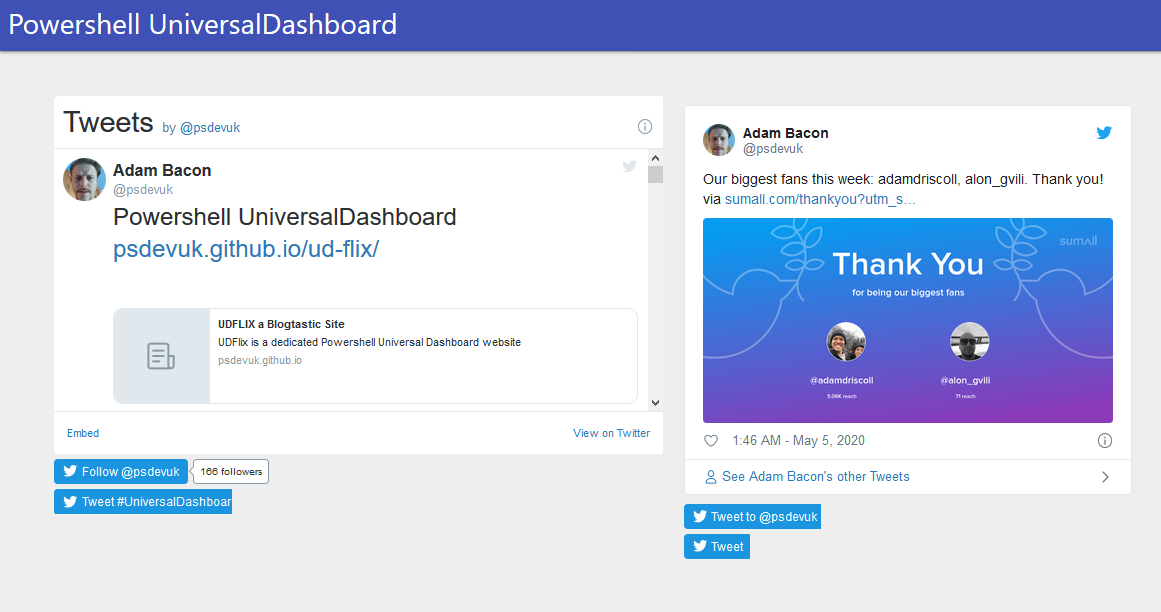 Powershell UniversalDashboard
Tweets by @psdevuk
Adam Bacon
@psdevuk
Powershell UniversalDashboard
psdevuk.github.io/ud-flix/
UDFLIX a Blogtastic Site
UDFlix is a dedicated Powershell Universal Dashboard website
psdevuk.github.io
Embed
View on Twitter
Follow @psdevuk
166 followers
Tweet #UniversalDashboar
Adam Bacon
@psdevuk
Our biggest fans this week: adamdriscoll, alon_gvili. Thank you!
via sumall.com/thankyou?utm_s…
sumall
Thank You
for being our biggest fans
@adamdriscoll
5.06K reach
@alon_gvili
71 reach
1:46 AM - May 5, 2020
See Adam Bacon's other Tweets
Tweet to @psdevuk
Tweet